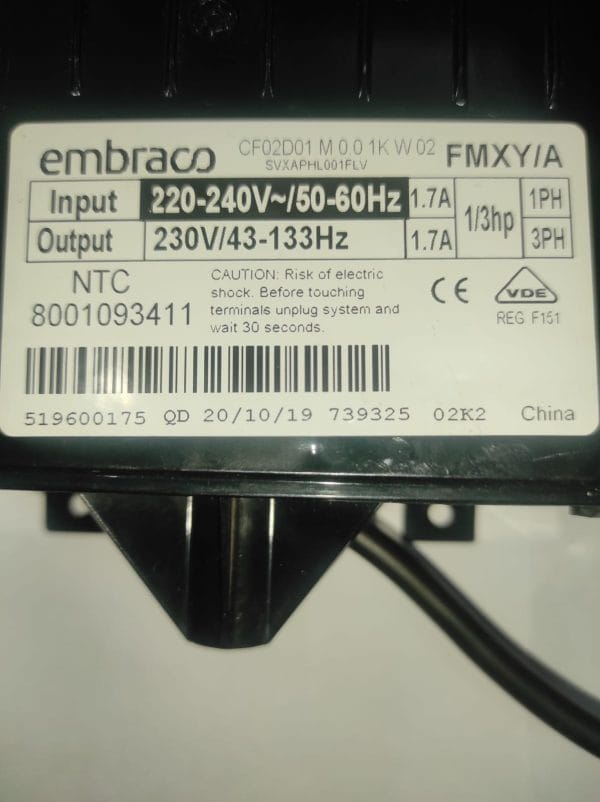 embraco CF02D01 M 0.0 1K W 02 FMXY/A
SVXAPHL001FLV
Input 220-240V~/50-60Hz 1.7A 1/3hp 1PH
Output 230V/43-133Hz 1.7A 3PH
NTC
8001093411
CAUTION: Risk of electric
shock. Before touching
terminals unplug system and
wait 30 seconds.
CE
VDE
REG F151
519600175 QD 20/10/19 739325 02K2 China